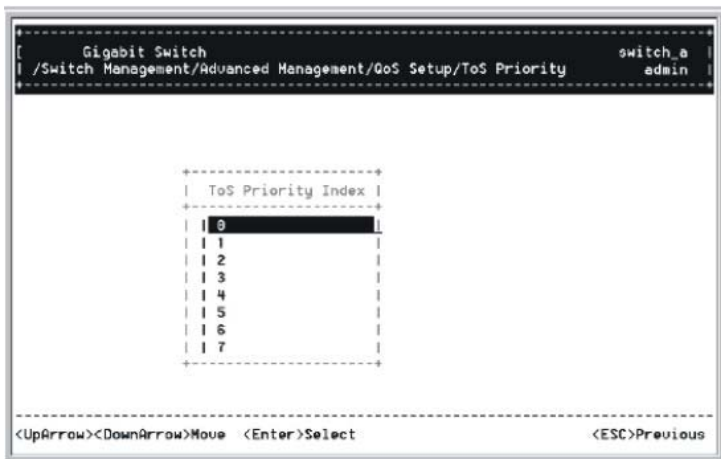 Gigabit Switch switch_a
/Switch Management/Advanced Management/QoS Setup/ToS Priority admin
ToS Priority Index
0
1
2
3
4
5
6
7
<UpArrow><DownArrow>Move <Enter>Select <ESC>Previous